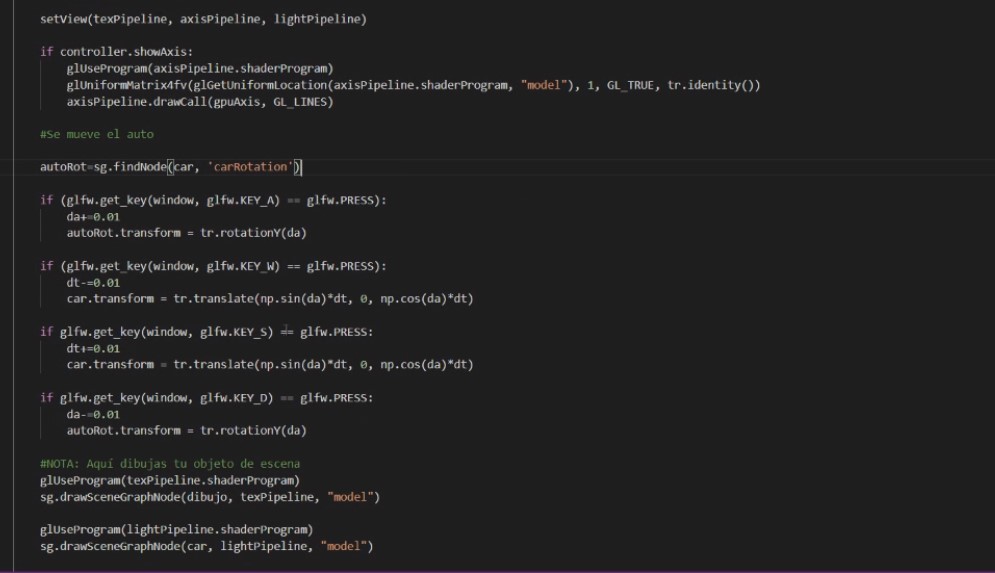 setView(texPipeline, axisPipeline, lightPipeline)
if controller.showAxis:
glUseProgram(axisPipeline.shaderProgram)
glUniformMatrix4fv(glGetUniformLocation(axisPipeline.shaderProgram, "model"), 1, GL_TRUE, tr.identity())
axisPipeline.drawCall(gpuAxis, GL_LINES)
#Se mueve el auto
autoRot=sg.findNode(car, 'carRotation')
if (glfw.get_key(window, glfw.KEY_A) == glfw.PRESS):
da+=0.01
autoRot.transform = tr.rotationY(da)
if (glfw.get_key(window, glfw.KEY_W) == glfw.PRESS):
dt-=0.01
car.transform = tr.translate(np.sin(da)*dt, 0, np.cos(da)*dt)
if glfw.get_key(window, glfw.KEY_S) == glfw.PRESS:
dt+=0.01
car.transform = tr.translate(np.sin(da)*dt, 0, np.cos(da)*dt)
if glfw.get_key(window, glfw.KEY_D) == glfw.PRESS:
da-=0.01
autoRot.transform = tr.rotationY(da)
#NOTA: Aquí dibujas tu objeto de escena
glUseProgram(texPipeline.shaderProgram)
sg.drawSceneGraphNode(dibujo, texPipeline, "model")
glUseProgram(lightPipeline.shaderProgram)
sg.drawSceneGraphNode(car, lightPipeline, "model")